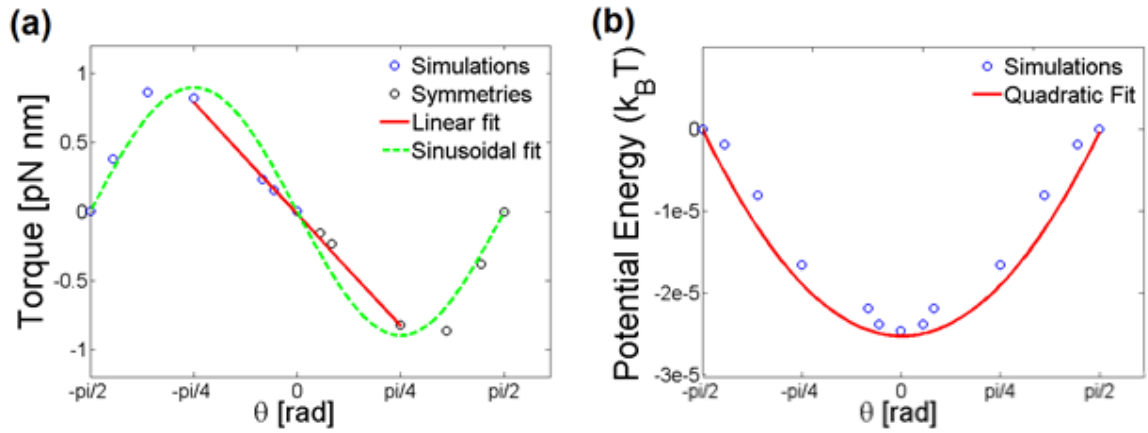 (a)
Torque [pN nm]
1
0.5
0
-0.5
-1
Simulations
Symmetries
Linear fit
Sinusoidal fit
-pi/2
-pi/4
0
pi/4
pi/2
θ [rad]
(b)
Potential Energy (k_BT)
0
-1e-5
-2e-5
-3e-5
Simulations
Quadratic Fit
-pi/2
-pi/4
0
pi/4
pi/2
θ [rad]